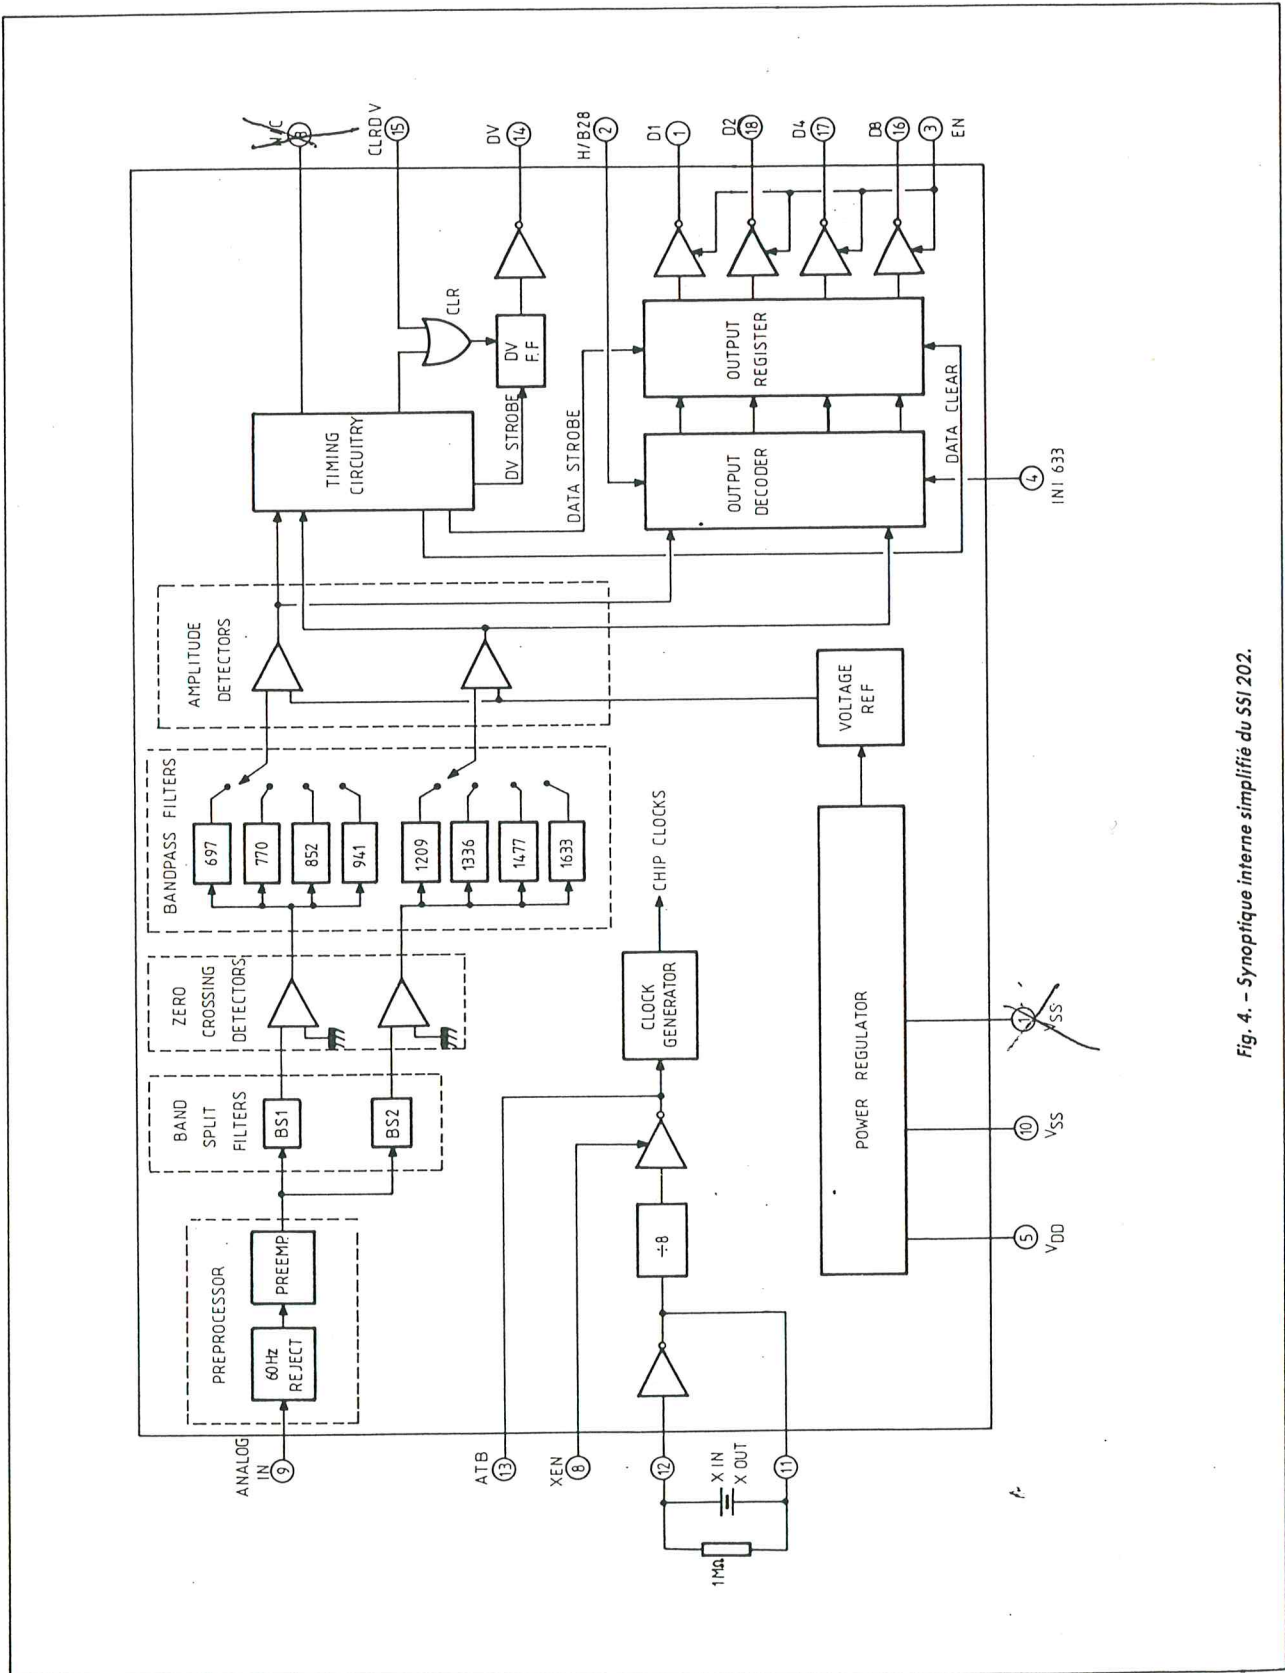 ANALOG
IN
9
PREPROCESSOR
60Hz
REJECT
PREEMP.
BAND
SPLIT
FILTERS
BS1
BS2
ZERO
CROSSING
DETECTORS
BANDPASS FILTERS
697
770
852
941
1209
1336
1477
1633
AMPLITUDE
DETECTORS
TIMING
CIRCUITRY
CLR
DV
F.F
DV STROBE
DATA STROBE
N/C
CLRDV
15
DV
14
H/B28
2
D1
1
D2
18
D4
17
D8
16
3
EN
OUTPUT
DECODER
OUTPUT
REGISTER
DATA CLEAR
4
INI 633
ATB
13
XEN
8
12
X IN
X OUT
11
1MΩ
÷8
CLOCK
GENERATOR
CHIP CLOCKS
VOLTAGE
REF
POWER REGULATOR
5
VDD
10
VSS
VSS
Fig. 4. – Synoptique interne simplifié du SSI 202.